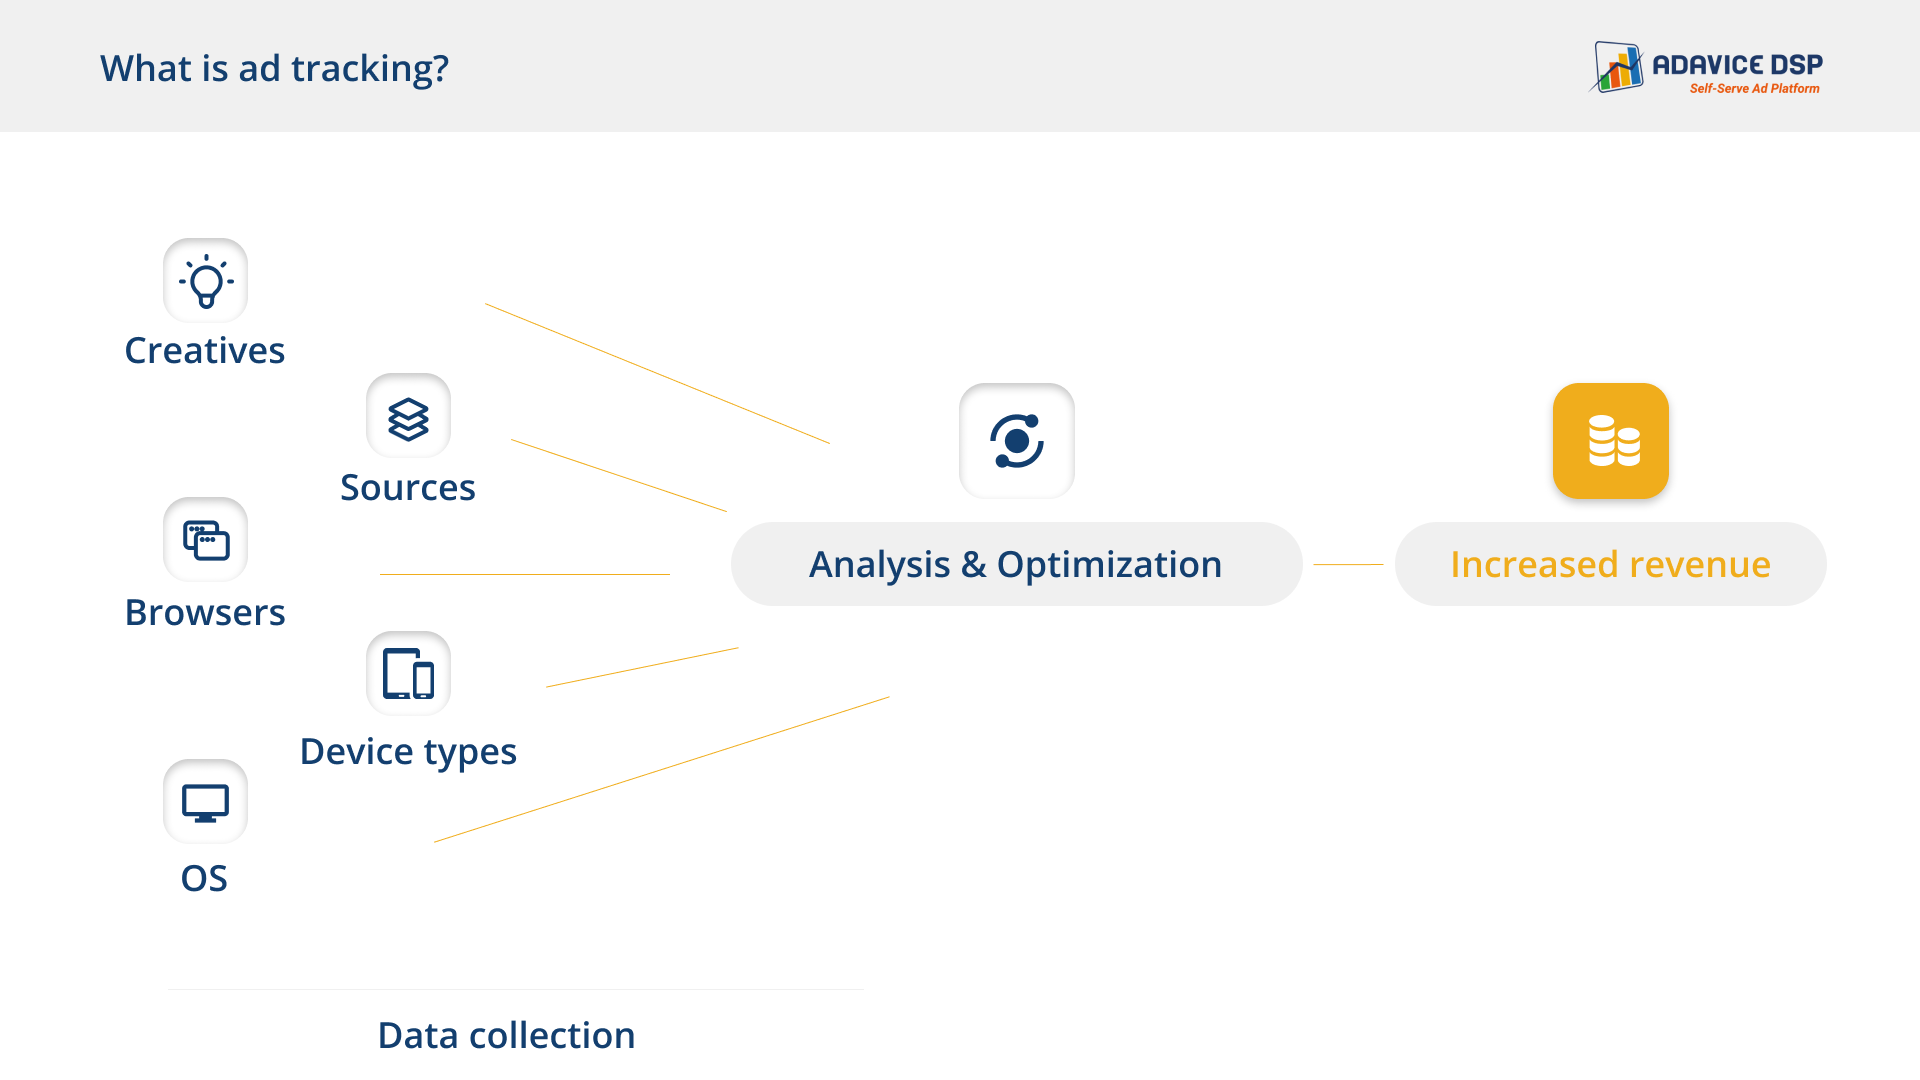 What is ad tracking?
ADAVICE DSP
Self-Serve Ad Platform
Creatives
Sources
Browsers
Device types
OS
Analysis & Optimization
Increased revenue
Data collection